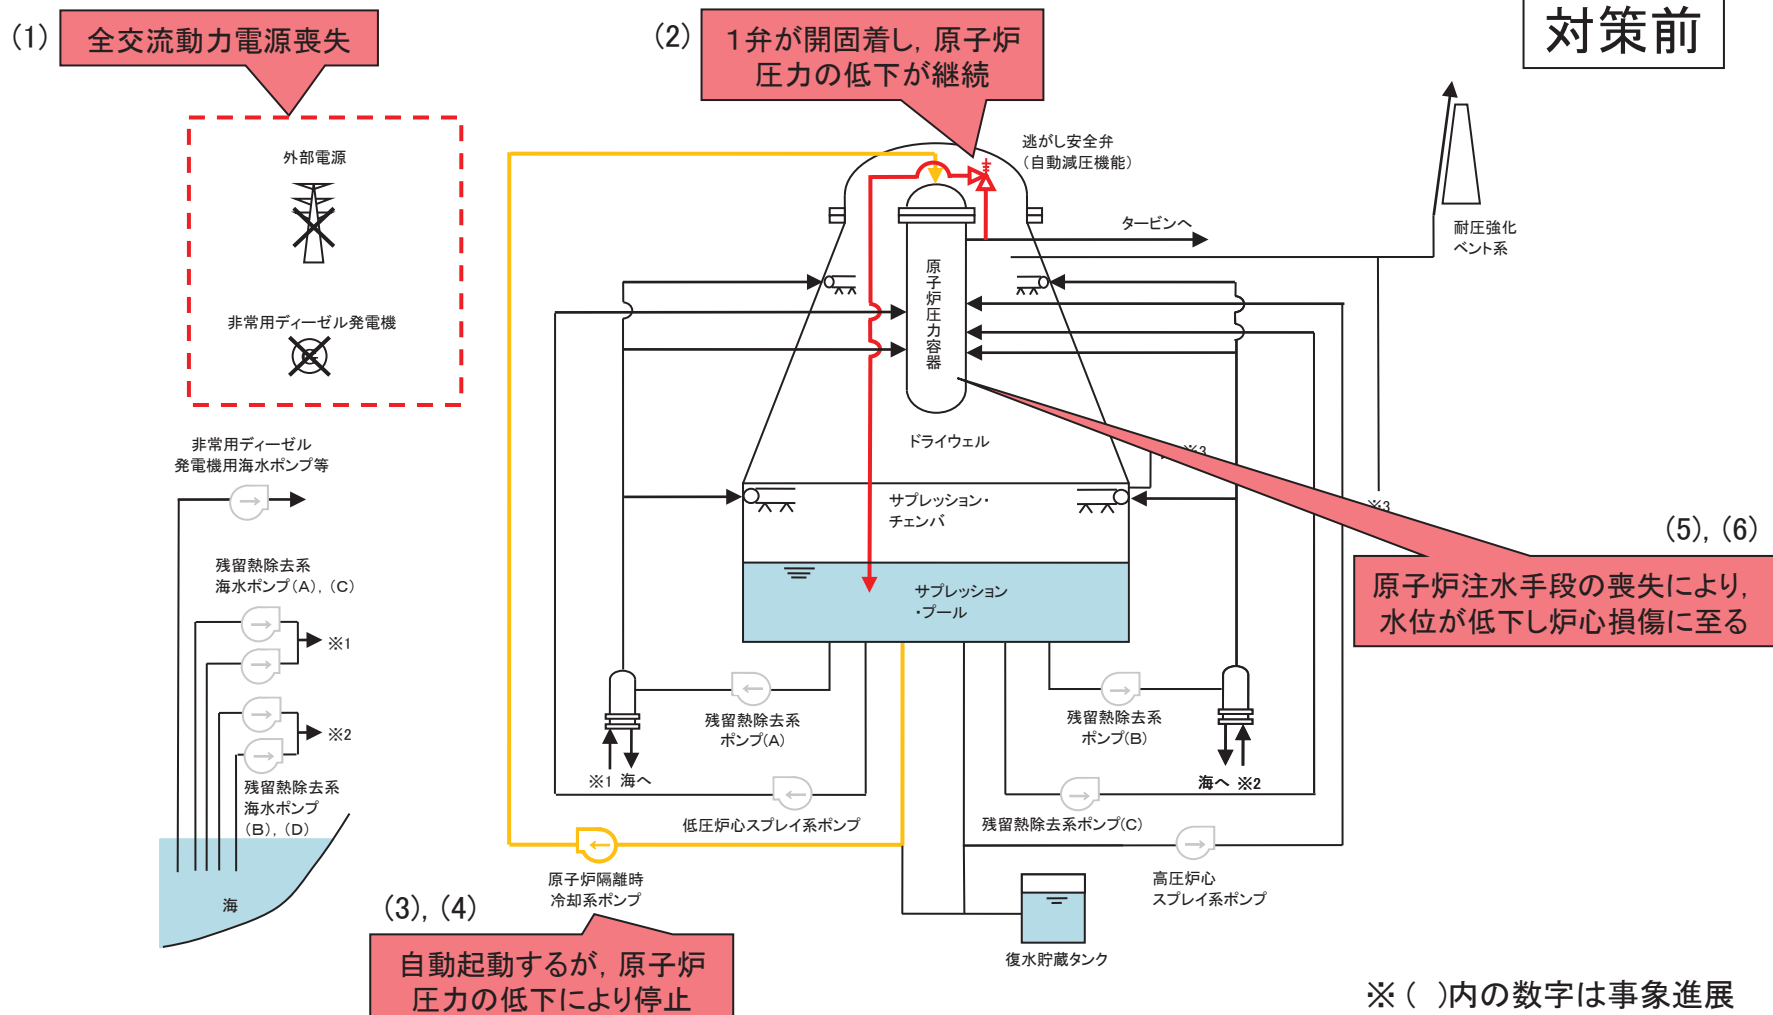 対策前
(1)
全交流動力電源喪失
(2)
1弁が開固着し,原子炉
圧力の低下が継続
逃がし安全弁
(自動減圧機能)
外部電源
非常用ディーゼル発電機
タービンへ
耐圧強化
ベント系
原子炉圧力容器
ドライウェル
※3
※3
非常用ディーゼル
発電機用海水ポンプ等
サプレッション・
チェンバ
(5),(6)
原子炉注水手段の喪失により,
水位が低下し炉心損傷に至る
残留熱除去系
海水ポンプ(A),(C)
※1
サプレッション
・プール
※2
残留熱除去系
海水ポンプ
(B),(D)
海
残留熱除去系
ポンプ(A)
残留熱除去系
ポンプ(B)
※1 海へ
海へ ※2
低圧炉心スプレイ系ポンプ
残留熱除去系ポンプ(C)
原子炉隔離時
冷却系ポンプ
高圧炉心
スプレイ系ポンプ
(3),(4)
自動起動するが,原子炉
圧力の低下により停止
復水貯蔵タンク
※( )内の数字は事象進展